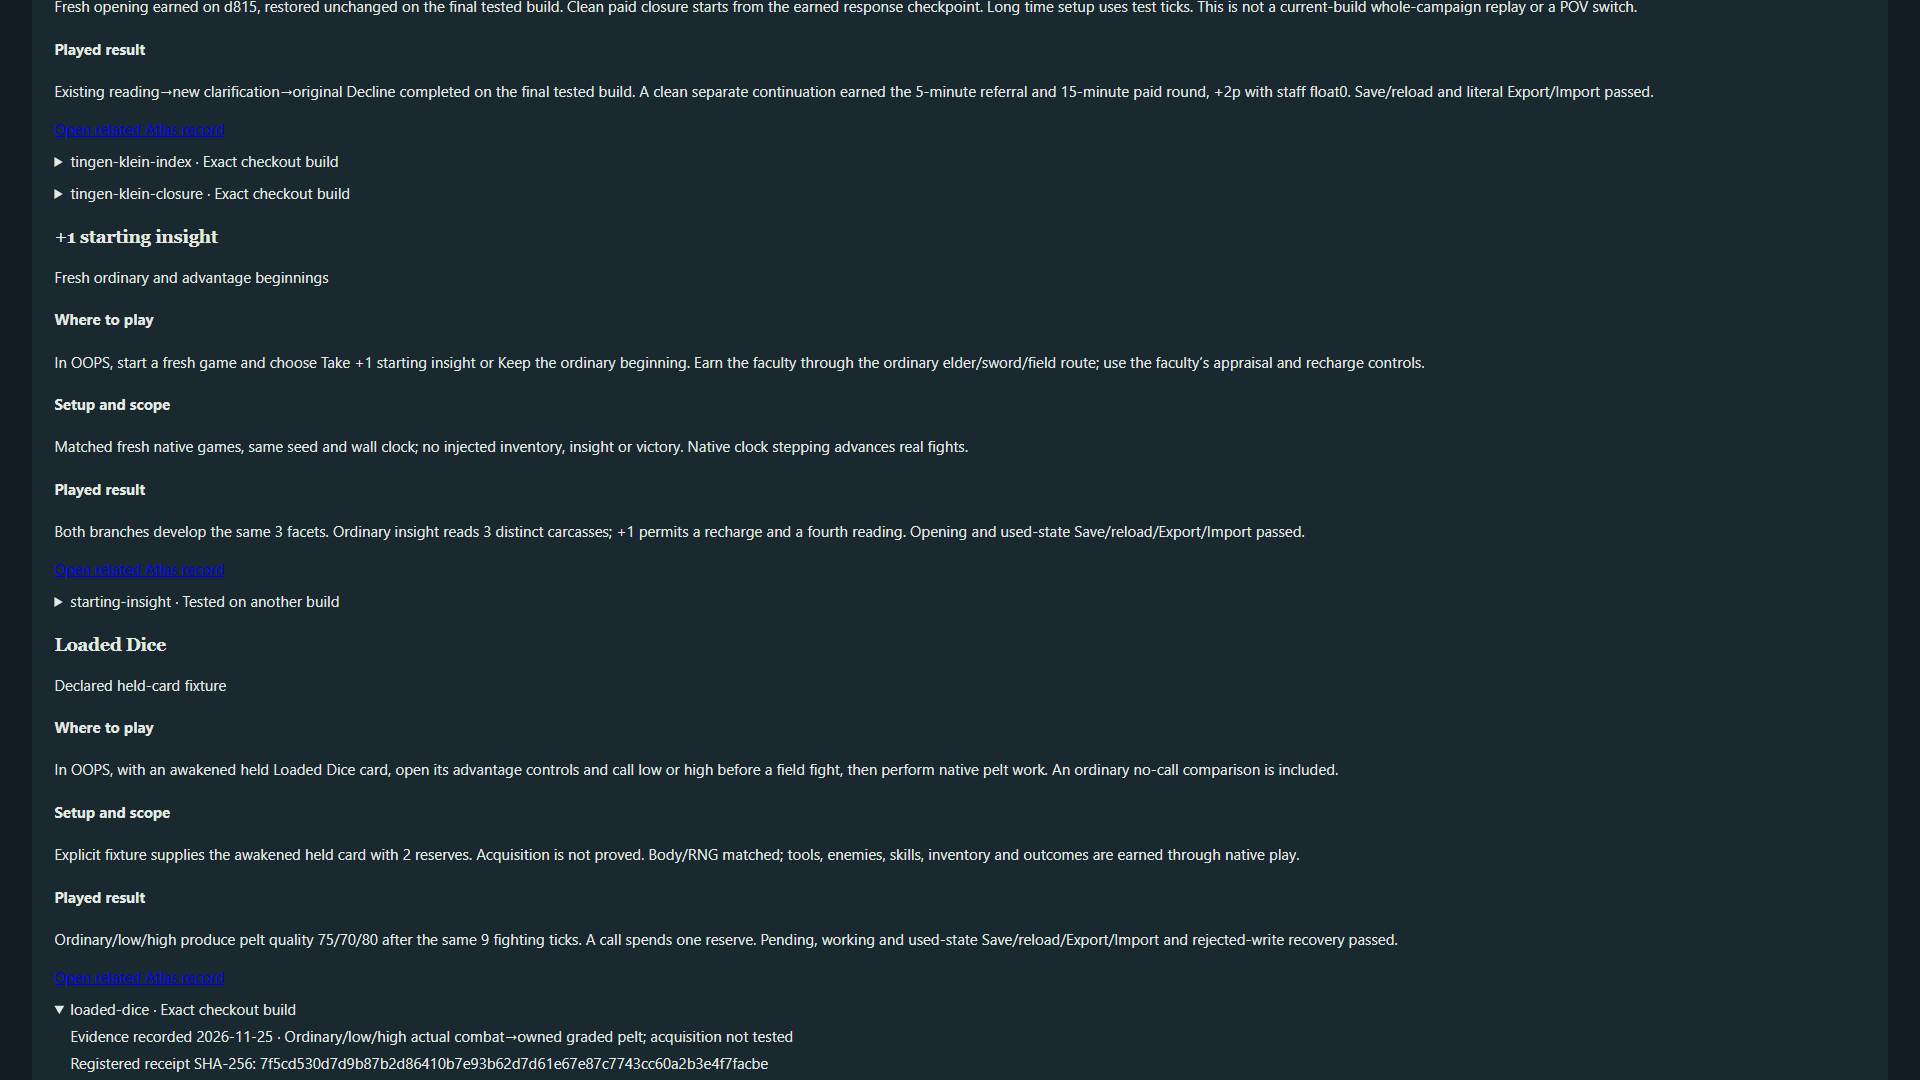 Fresh opening earned on d815, restored unchanged on the final tested build. Clean paid closure starts from the earned response checkpoint. Long time setup uses test ticks. This is not a current-build whole-campaign replay or a POV switch.
Played result
Existing reading→new clarification→original Decline completed on the final tested build. A clean separate continuation earned the 5-minute referral and 15-minute paid round, +2p with staff float0. Save/reload and literal Export/Import passed.
Open related Atlas record
▶ tingen-klein-index · Exact checkout build
▶ tingen-klein-closure · Exact checkout build
+1 starting insight
Fresh ordinary and advantage beginnings
Where to play
In OOPS, start a fresh game and choose Take +1 starting insight or Keep the ordinary beginning. Earn the faculty through the ordinary elder/sword/field route; use the faculty's appraisal and recharge controls.
Setup and scope
Matched fresh native games, same seed and wall clock; no injected inventory, insight or victory. Native clock stepping advances real fights.
Played result
Both branches develop the same 3 facets. Ordinary insight reads 3 distinct carcasses; +1 permits a recharge and a fourth reading. Opening and used-state Save/reload/Export/Import passed.
Open related Atlas record
▶ starting-insight · Tested on another build
Loaded Dice
Declared held-card fixture
Where to play
In OOPS, with an awakened held Loaded Dice card, open its advantage controls and call low or high before a field fight, then perform native pelt work. An ordinary no-call comparison is included.
Setup and scope
Explicit fixture supplies the awakened held card with 2 reserves. Acquisition is not proved. Body/RNG matched; tools, enemies, skills, inventory and outcomes are earned through native play.
Played result
Ordinary/low/high produce pelt quality 75/70/80 after the same 9 fighting ticks. A call spends one reserve. Pending, working and used-state Save/reload/Export/Import and rejected-write recovery passed.
Open related Atlas record
▼ loaded-dice · Exact checkout build
Evidence recorded 2026-11-25 · Ordinary/low/high actual combat→owned graded pelt; acquisition not tested
Registered receipt SHA-256: 7f5cd530d7d9b87b2d86410b7e93b62d7d61e67e87c7743cc60a2b3e4f7facbe